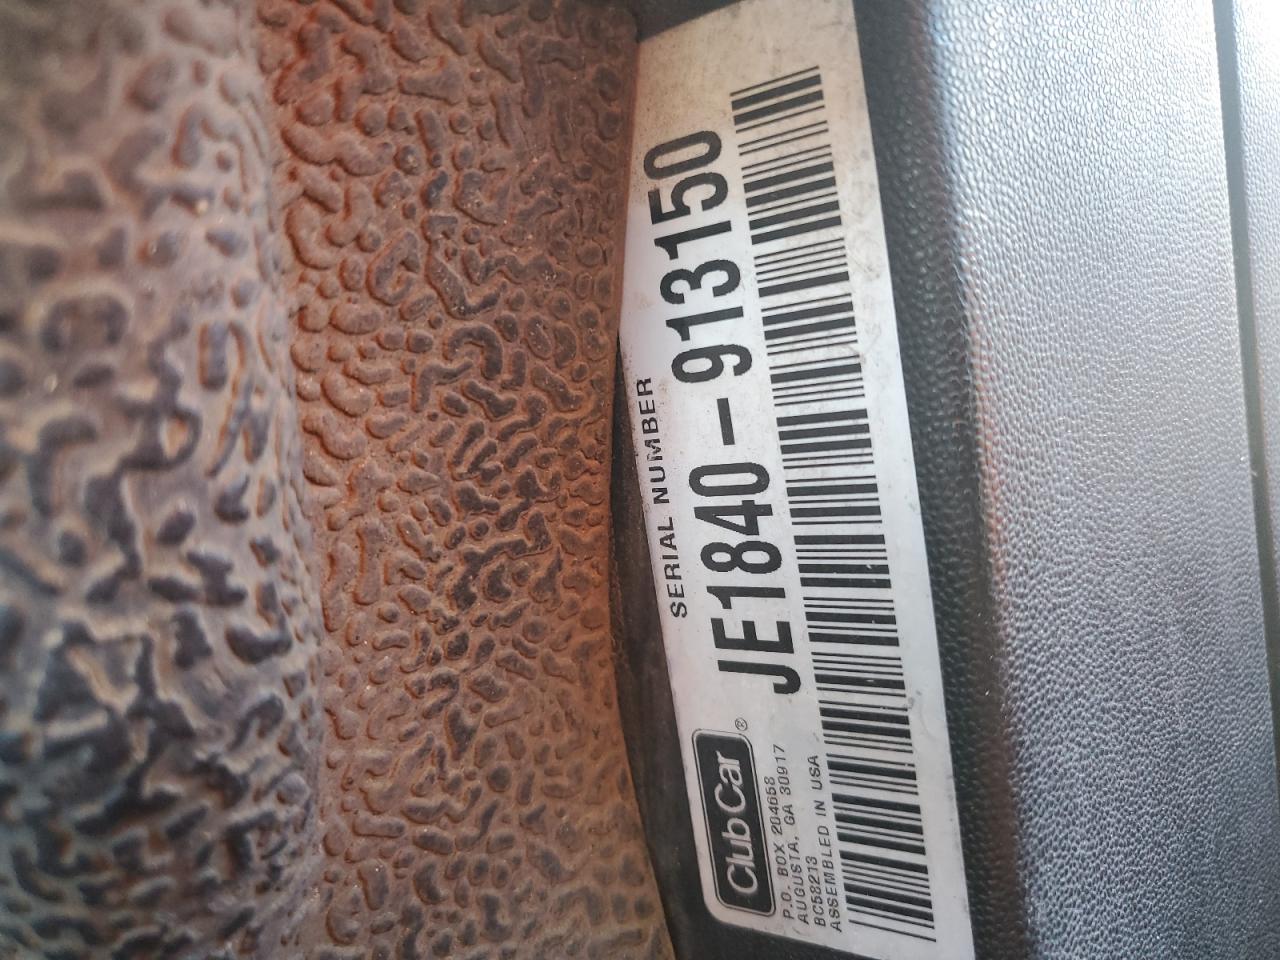 SERIAL NUMBER
JE1840-913150
Club Car®
P.O. BOX 204658
AUGUSTA, GA 30917
BC58213
ASSEMBLED IN USA